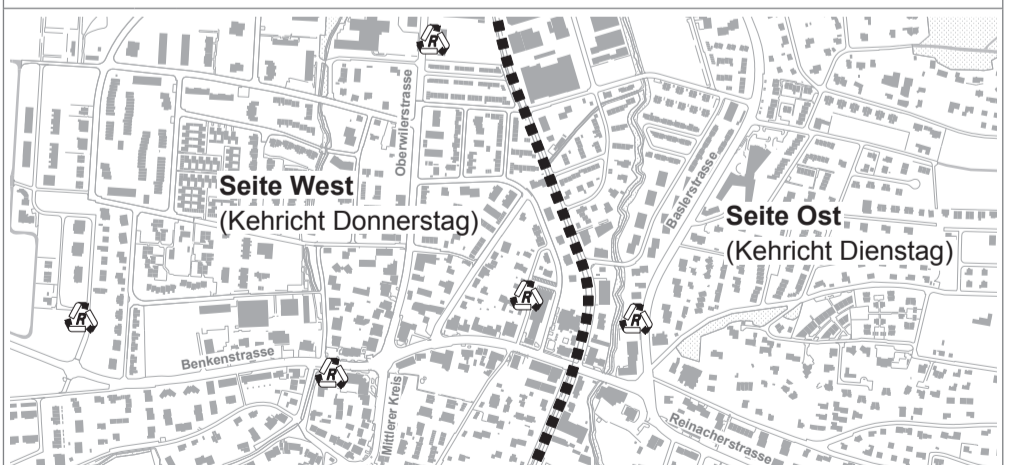 R
Oberwilerstrasse
Seite West
(Kehricht Donnerstag)
Baslerstrasse
Seite Ost
(Kehricht Dienstag)
R
R
R
Benkenstrasse
R
Mittlerer Kreis
Reinacherstrasse